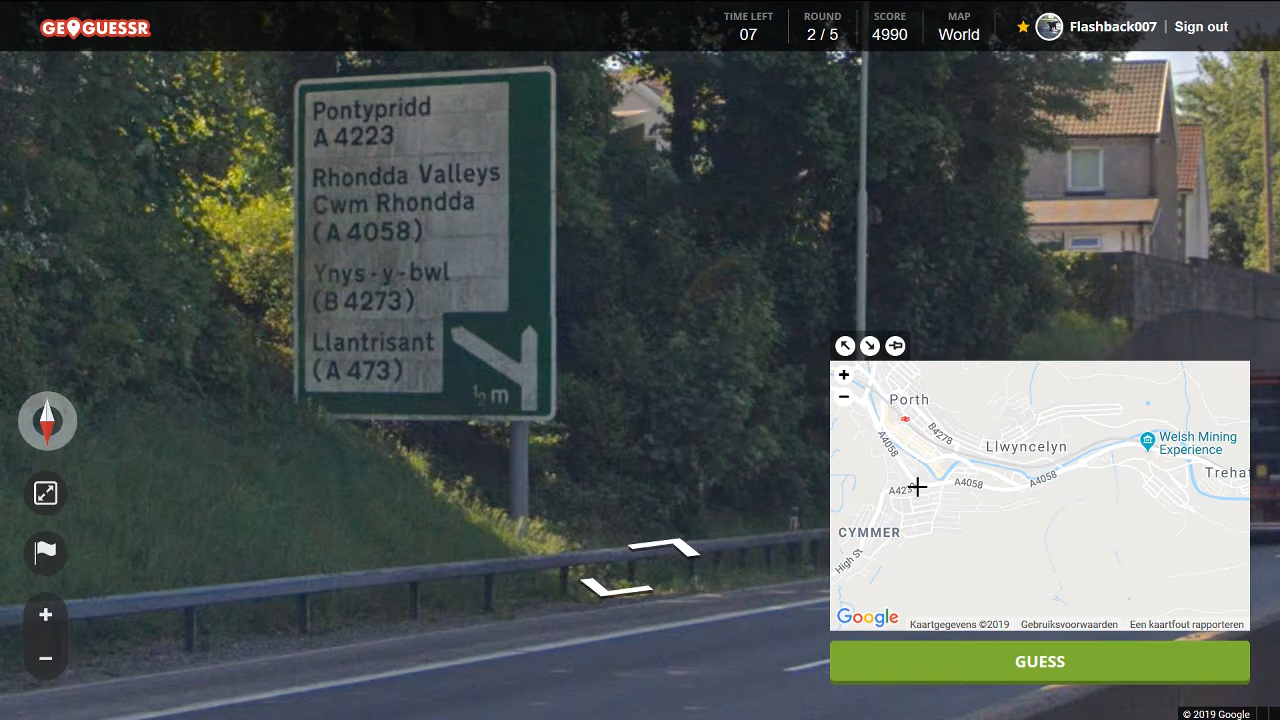 GEOGUESSR
TIME LEFT
07
ROUND
2 / 5
SCORE
4990
MAP
World
Flashback007 | Sign out
Pontypridd
A 4223
Rhondda Valleys
Cwm Rhondda
(A 4058)
Ynys-y-bwl
(B 4273)
Llantrisant
(A 473)
½ m
+
−
Porth
B4278
A4058
Llwyncelyn
Welsh Mining
Experience
A4058
A4058
CYMMER
High St
Google
Kaartgegevens ©2019
Gebruiksvoorwaarden
Een kaartfout rapporteren
+
−
GUESS
© 2019 Google